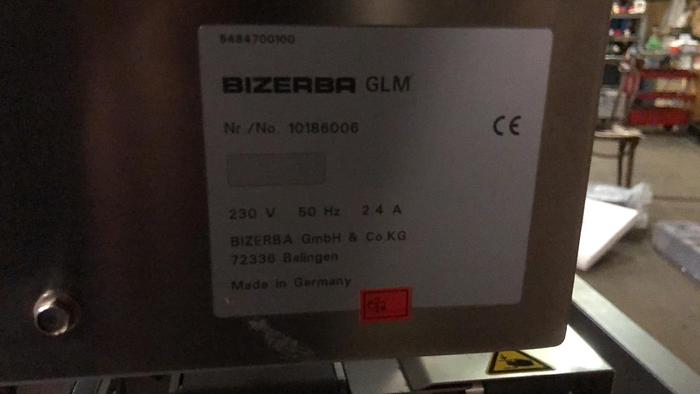 6484700100
BIZERBA GLM
Nr./No. 10186006
CE
230 V 50 Hz 2.4 A
BIZERBA GmbH & Co.KG
72336 Balingen
Made in Germany